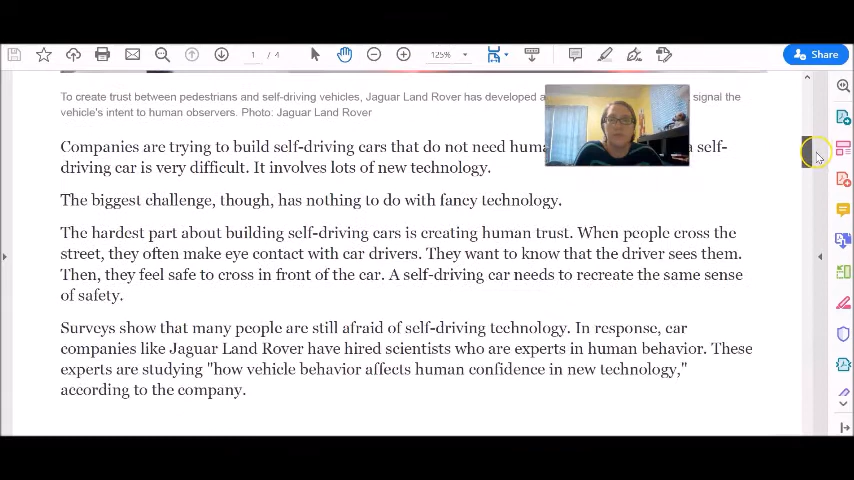 1 / 4
125%
Share
To create trust between pedestrians and self-driving vehicles, Jaguar Land Rover has developed a signal the
vehicle's intent to human observers. Photo: Jaguar Land Rover
Companies are trying to build self-driving cars that do not need a self-
driving car is very difficult. It involves lots of new technology.
The biggest challenge, though, has nothing to do with fancy technology.
The hardest part about building self-driving cars is creating human trust. When people cross the
street, they often make eye contact with car drivers. They want to know that the driver sees them.
Then, they feel safe to cross in front of the car. A self-driving car needs to recreate the same sense
of safety.
Surveys show that many people are still afraid of self-driving technology. In response, car
companies like Jaguar Land Rover have hired scientists who are experts in human behavior. These
experts are studying "how vehicle behavior affects human confidence in new technology,"
according to the company.